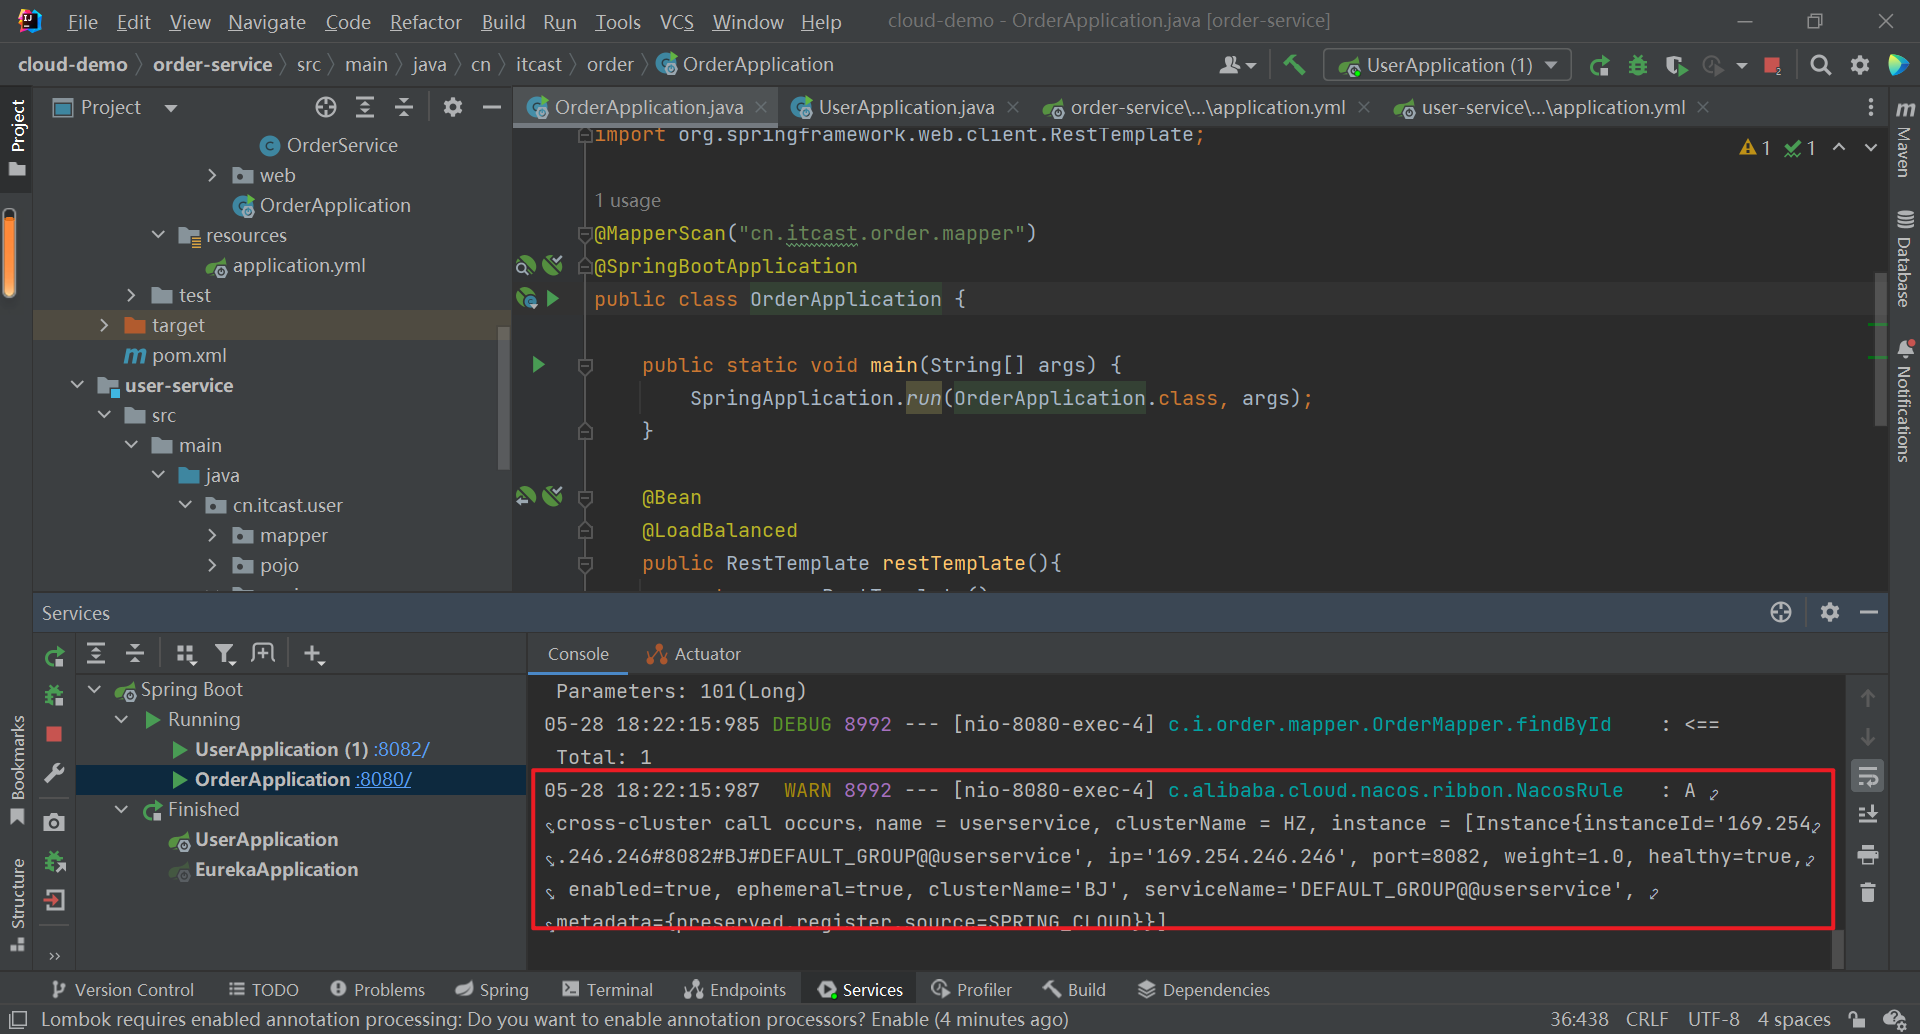 File Edit View Navigate Code Refactor Build Run Tools VCS Window Help cloud-demo - OrderApplication.java [order-service]
cloud-demo order-service src main java cn itcast order OrderApplication UserApplication (1)
Project
OrderApplication.java UserApplication.java order-service\...\application.yml user-service\...\application.yml
Project
OrderService
web
OrderApplication
resources
application.yml
test
target
pom.xml
user-service
src
main
java
cn.itcast.user
mapper
pojo
import org.springframework.web.client.RestTemplate;
1 usage
@MapperScan("cn.itcast.order.mapper")
@SpringBootApplication
public class OrderApplication {
public static void main(String[] args) {
SpringApplication.run(OrderApplication.class, args);
}
@Bean
@LoadBalanced
public RestTemplate restTemplate(){
1 1
Maven
Database
Notifications
Services
Console Actuator
Spring Boot
Running
UserApplication (1) :8082/
OrderApplication :8080/
Finished
UserApplication
EurekaApplication
Parameters: 101(Long)
05-28 18:22:15:985 DEBUG 8992 --- [nio-8080-exec-4] c.i.order.mapper.OrderMapper.findById : <==
Total: 1
05-28 18:22:15:987 WARN 8992 --- [nio-8080-exec-4] c.alibaba.cloud.nacos.ribbon.NacosRule : A
cross-cluster call occurs，name = userservice, clusterName = HZ, instance = [Instance{instanceId='169.254
.246.246#8082#BJ#DEFAULT_GROUP@@userservice', ip='169.254.246.246', port=8082, weight=1.0, healthy=true,
enabled=true, ephemeral=true, clusterName='BJ', serviceName='DEFAULT_GROUP@@userservice',
metadata={preserved.register.source=SPRING_CLOUD}}]
Bookmarks
Structure
Version Control TODO Problems Spring Terminal Endpoints Services Profiler Build Dependencies
Lombok requires enabled annotation processing: Do you want to enable annotation processors? Enable (4 minutes ago) 36:438 CRLF UTF-8 4 spaces